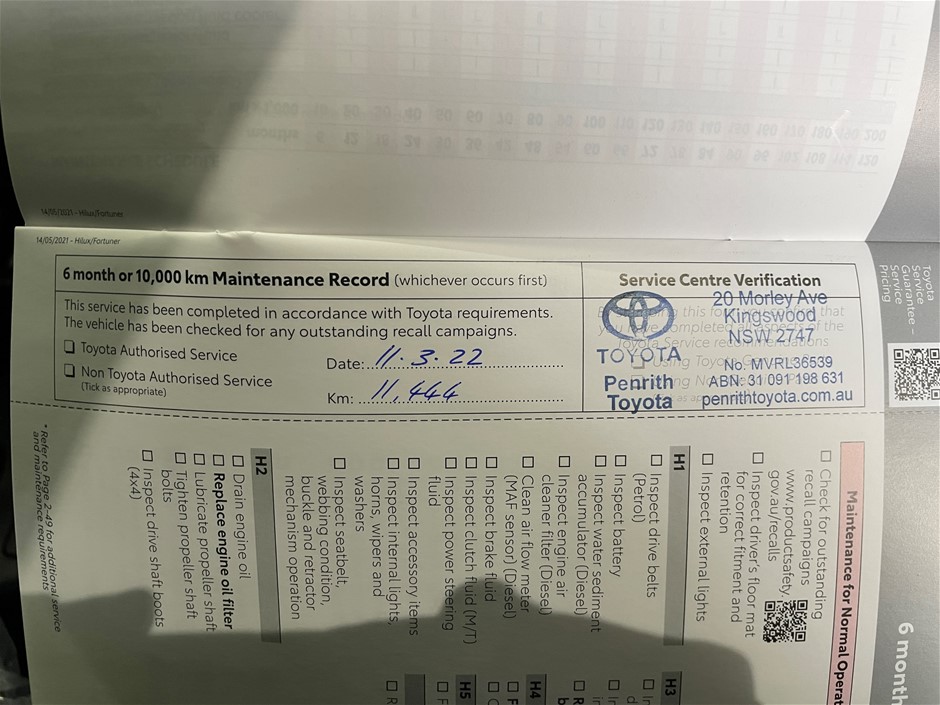 14/05/2021 - Hilux/Fortuner
14/05/2021 - Hilux/Fortuner
6 month or 10,000 km Maintenance Record (whichever occurs first)
This service has been completed in accordance with Toyota requirements.
The vehicle has been checked for any outstanding recall campaigns.
Toyota Authorised Service
Non Toyota Authorised Service
(Tick as appropriate)
Date: 11.3.22
Km: 11,444
Service Centre Verification
TOYOTA
Penrith
Toyota
20 Morley Ave
Kingswood
NSW 2747
No. MVRL36539
ABN: 31 091 198 631
penrithtoyota.com.au
Toyota
Service
Guarantee –
Service
Pricing
6 month
Maintenance for Normal Operat
Check for outstanding
recall campaigns
www.productsafety.
gov.au/recalls
Inspect driver's floor mat
for correct fitment and
retention
Inspect external lights
H1
Inspect drive belts
(Petrol)
Inspect battery
Inspect water sediment
accumulator (Diesel)
Inspect engine air
cleaner filter (Diesel)
Clean air flow meter
(MAF sensor) (Diesel)
Inspect brake fluid
Inspect clutch fluid (M/T)
Inspect power steering
fluid
Inspect accessory items
Inspect internal lights,
horns, wipers and
washers
Inspect seatbelt,
webbing condition,
buckle and retractor
mechanism operation
H2
Drain engine oil
Replace engine oil filter
Lubricate propeller shaft
Tighten propeller shaft
bolts
Inspect drive shaft boots
(4x4)
* Refer to Page 2-49 for additional service
and maintenance requirements
H3
H4
H5